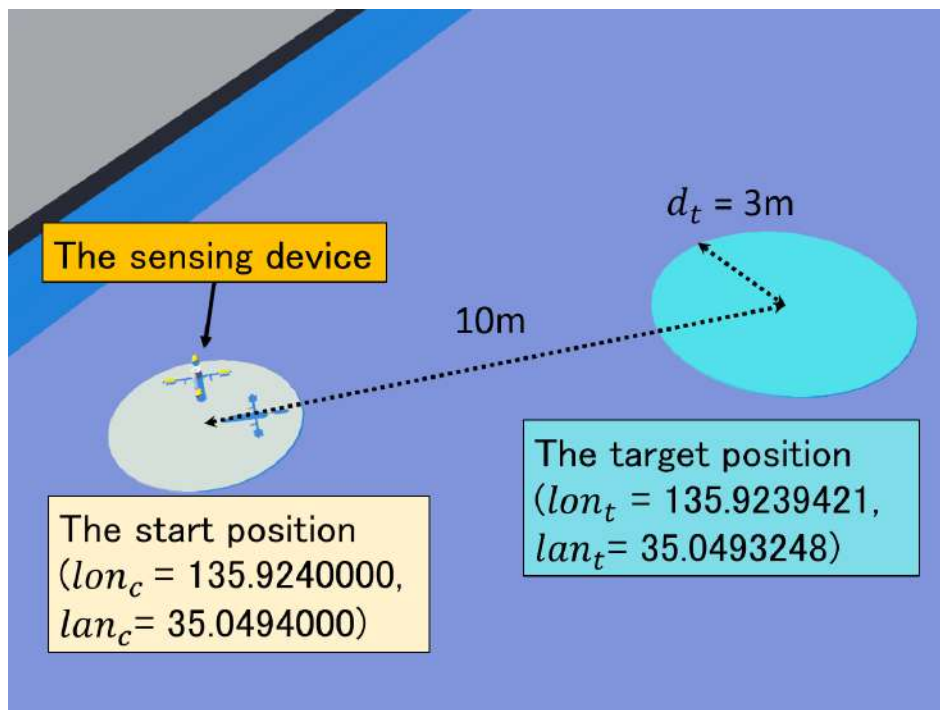 d_t = 3m
The sensing device
10m
The target position
(lon_t = 135.9239421,
lan_t= 35.0493248)
The start position
(lon_c = 135.9240000,
lan_c= 35.0494000)